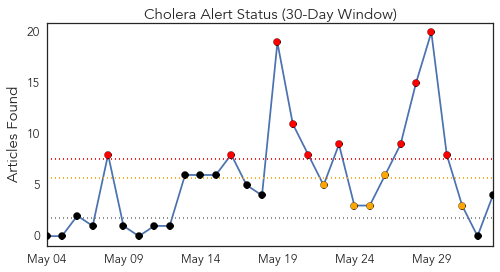 Cholera Alert Status (30-Day Window)
Articles Found
20
15
10
5
0
May 04 May 09 May 14 May 19 May 24 May 29